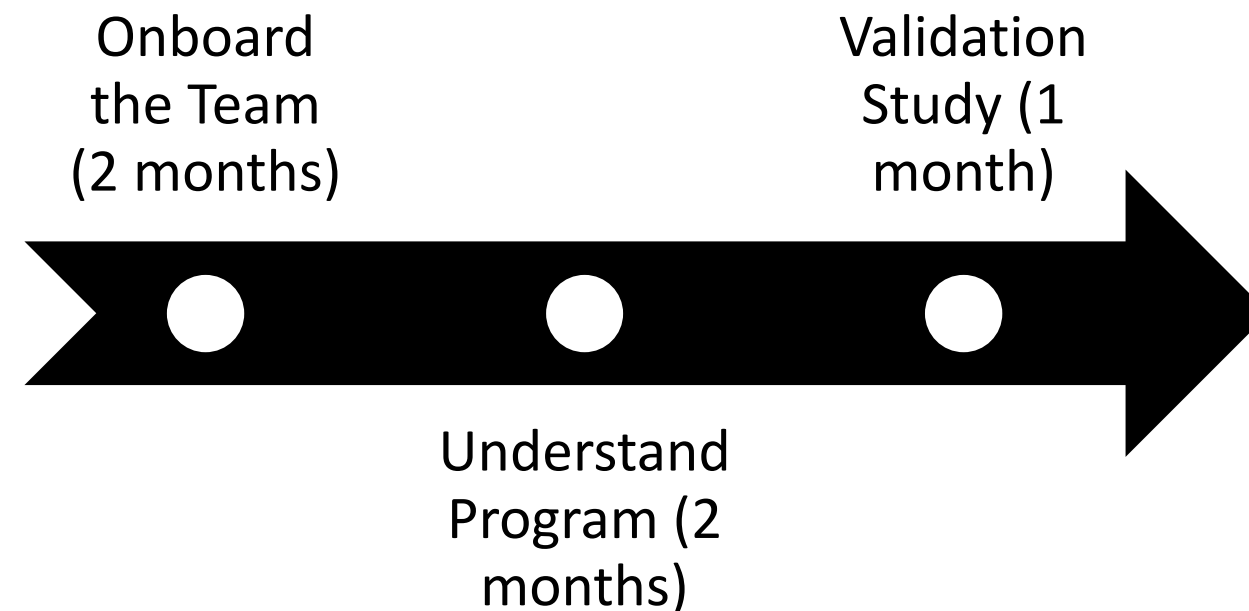 Onboard
the Team
(2 months)
Understand
Program (2
months)
Validation
Study (1
month)